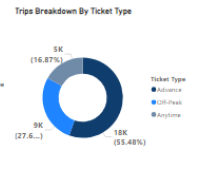 Trips Breakdown By Ticket Type
5K
(16.87%)
Ticket Type
Advance
Off-Peak
Anytime
9K
(27.6...)
18K
(55.48%)